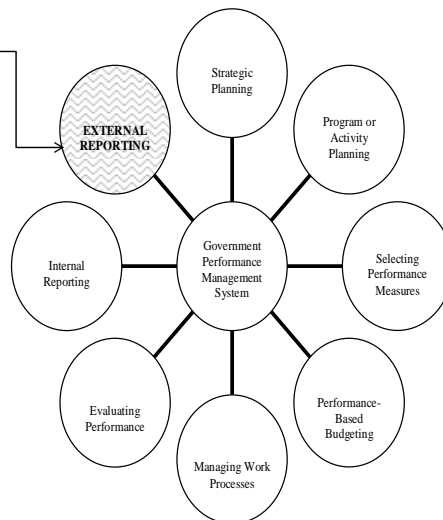 Strategic
Planning
Program or
Activity
Planning
Selecting
Performance
Measures
Performance-
Based
Budgeting
Managing Work
Processes
Evaluating
Performance
Internal
Reporting
EXTERNAL
REPORTING
Government
Performance
Management
System